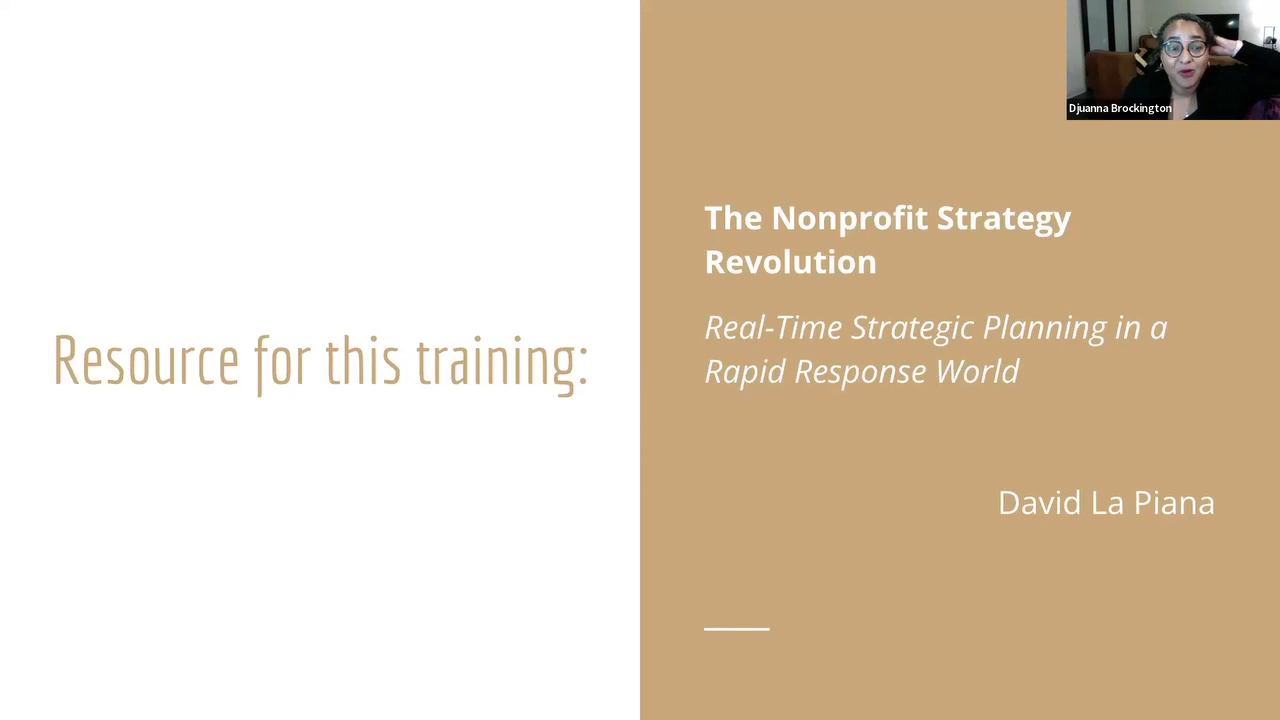 Djuanna Brockington
Resource for this training:
The Nonprofit Strategy
Revolution
Real-Time Strategic Planning in a
Rapid Response World
David La Piana